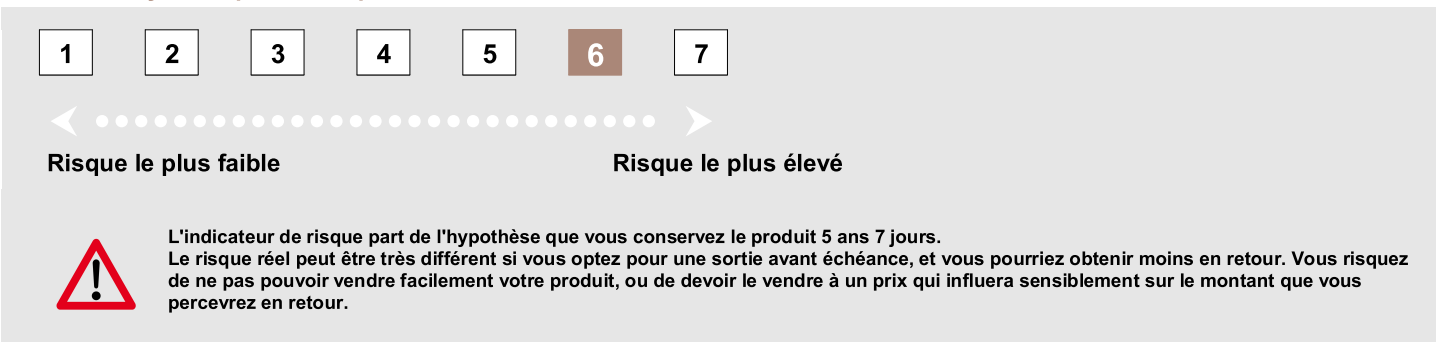 1 2 3 4 5 6 7
Risque le plus faible Risque le plus élevé
L'indicateur de risque part de l'hypothèse que vous conservez le produit 5 ans 7 jours.
Le risque réel peut être très différent si vous optez pour une sortie avant échéance, et vous pourriez obtenir moins en retour. Vous risquez
de ne pas pouvoir vendre facilement votre produit, ou de devoir le vendre à un prix qui influera sensiblement sur le montant que vous
percevrez en retour.